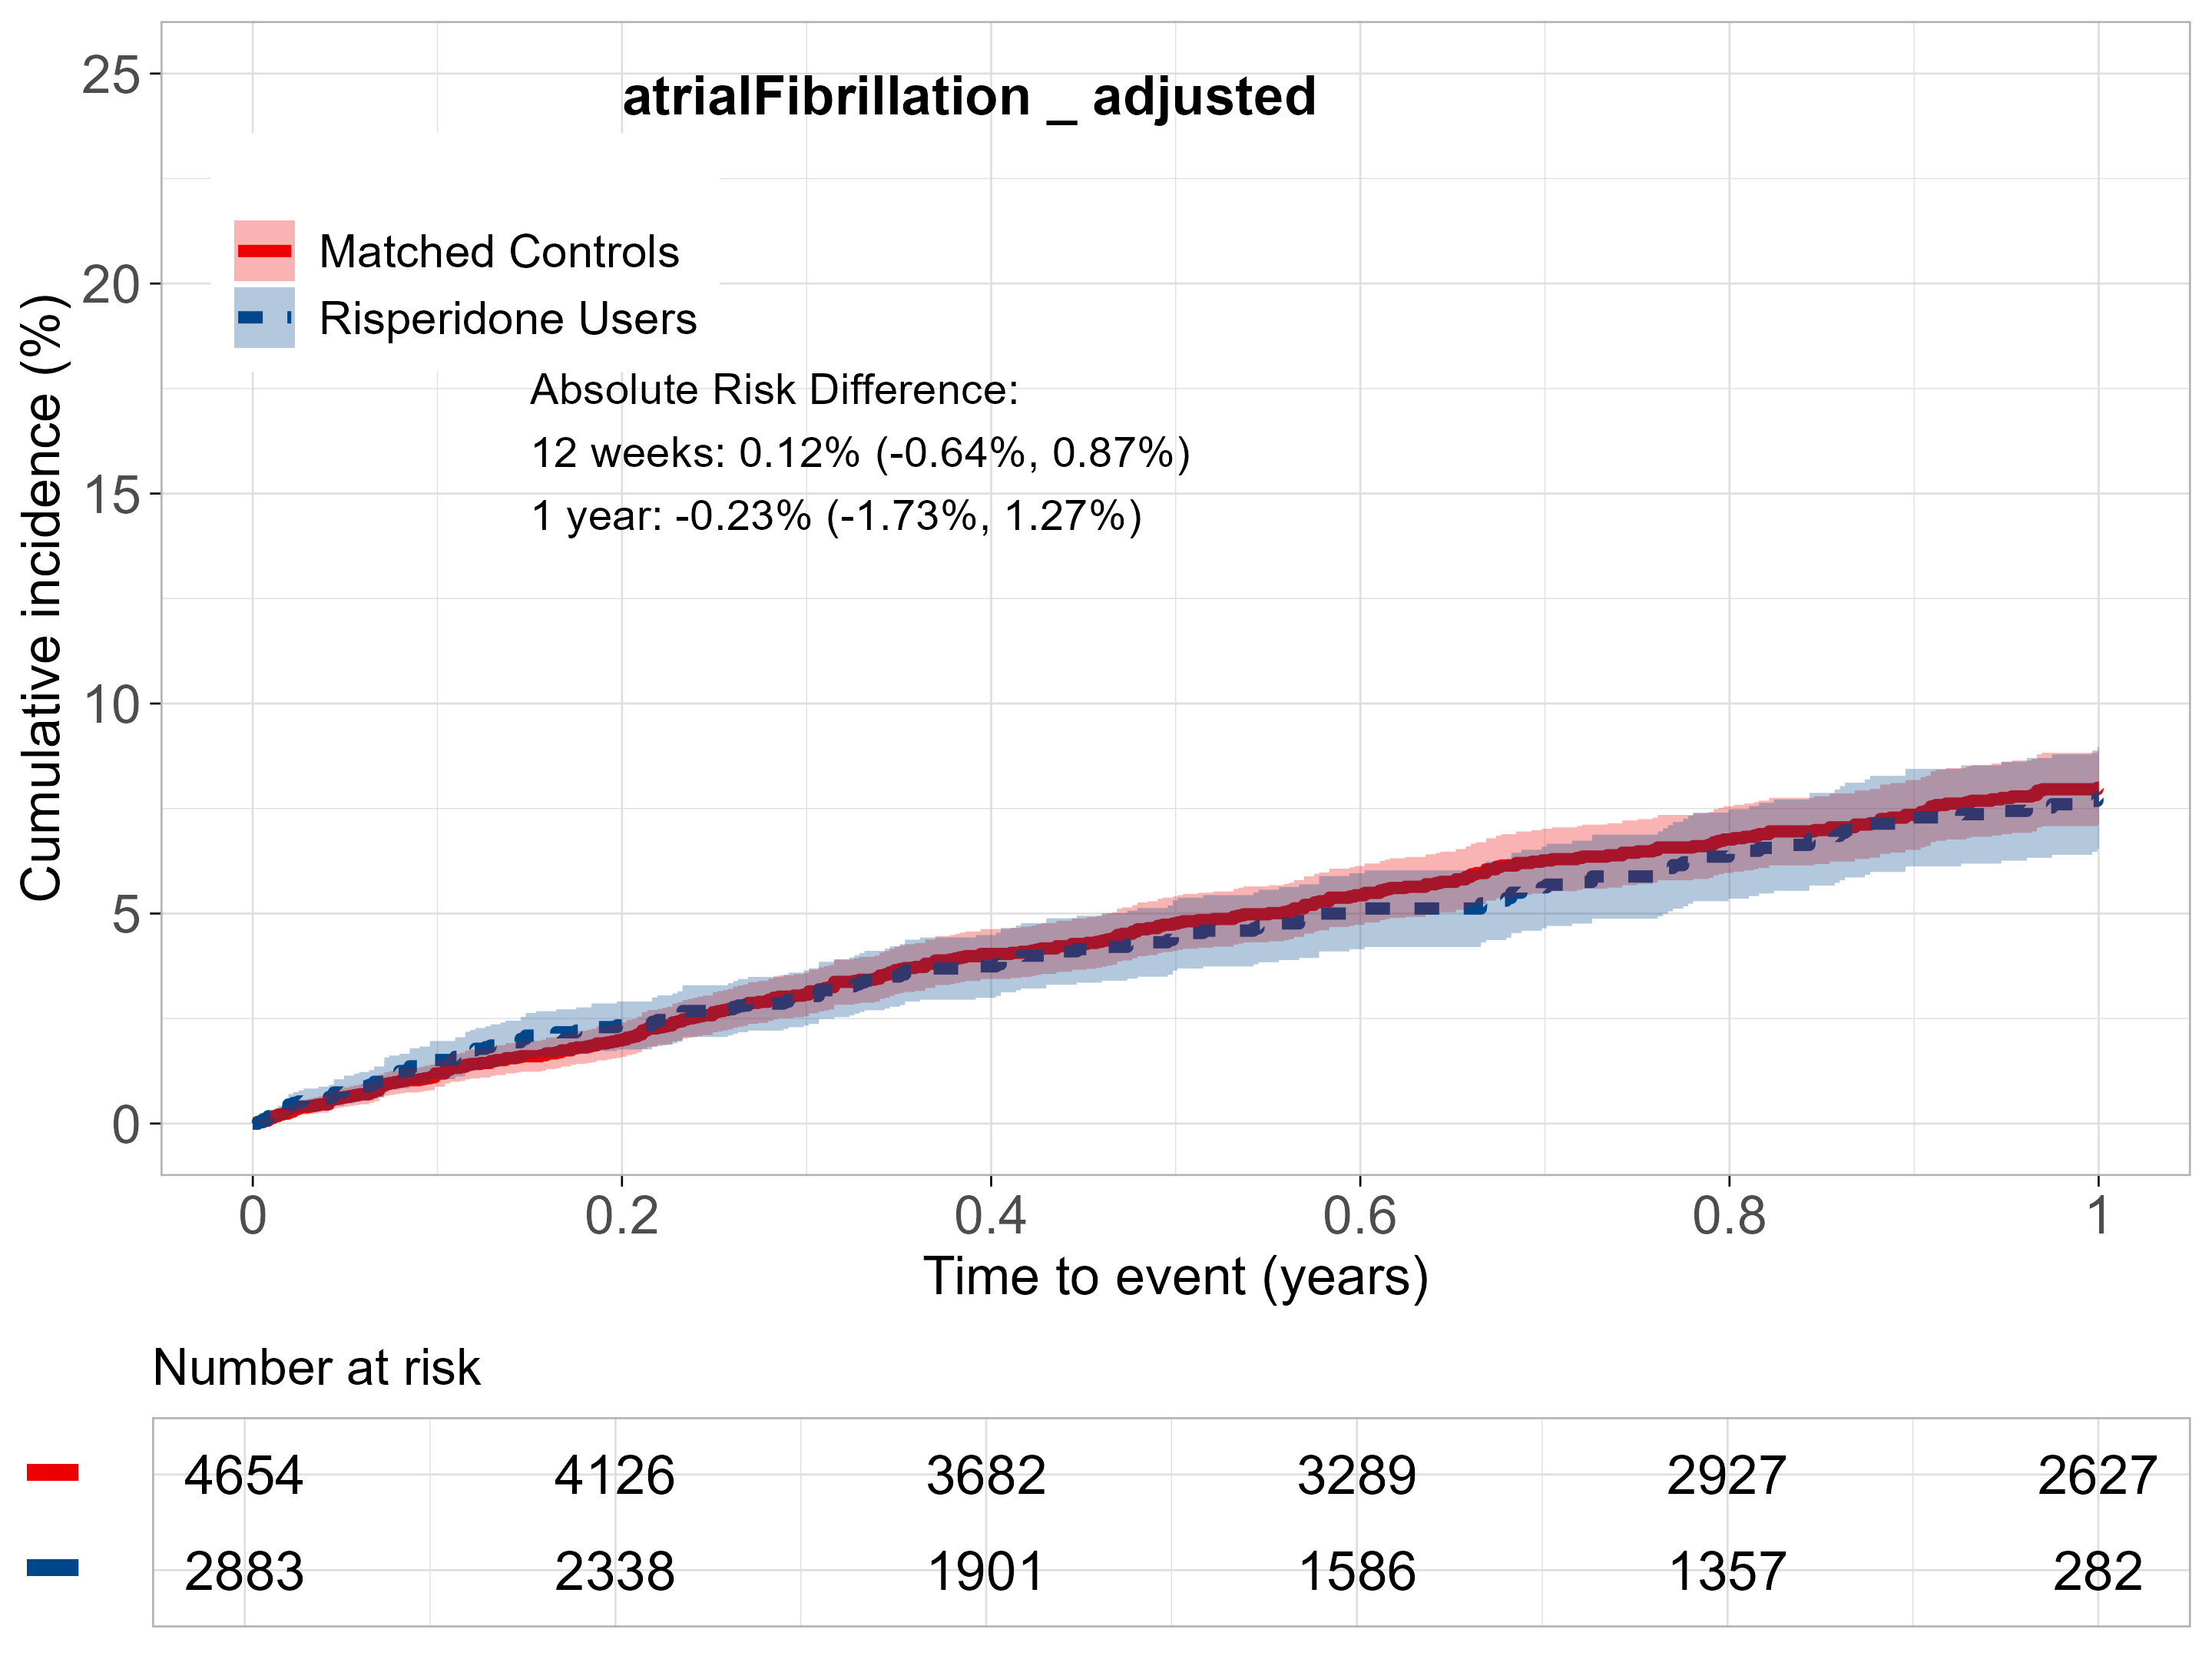 atrialFibrillation _ adjusted
Matched Controls
Risperidone Users
Absolute Risk Difference:
12 weeks: 0.12% (-0.64%, 0.87%)
1 year: -0.23% (-1.73%, 1.27%)
Cumulative incidence (%)
25
20
15
10
5
0
0 0.2 0.4 0.6 0.8 1
Time to event (years)
Number at risk
4654 4126 3682 3289 2927 2627
2883 2338 1901 1586 1357 282